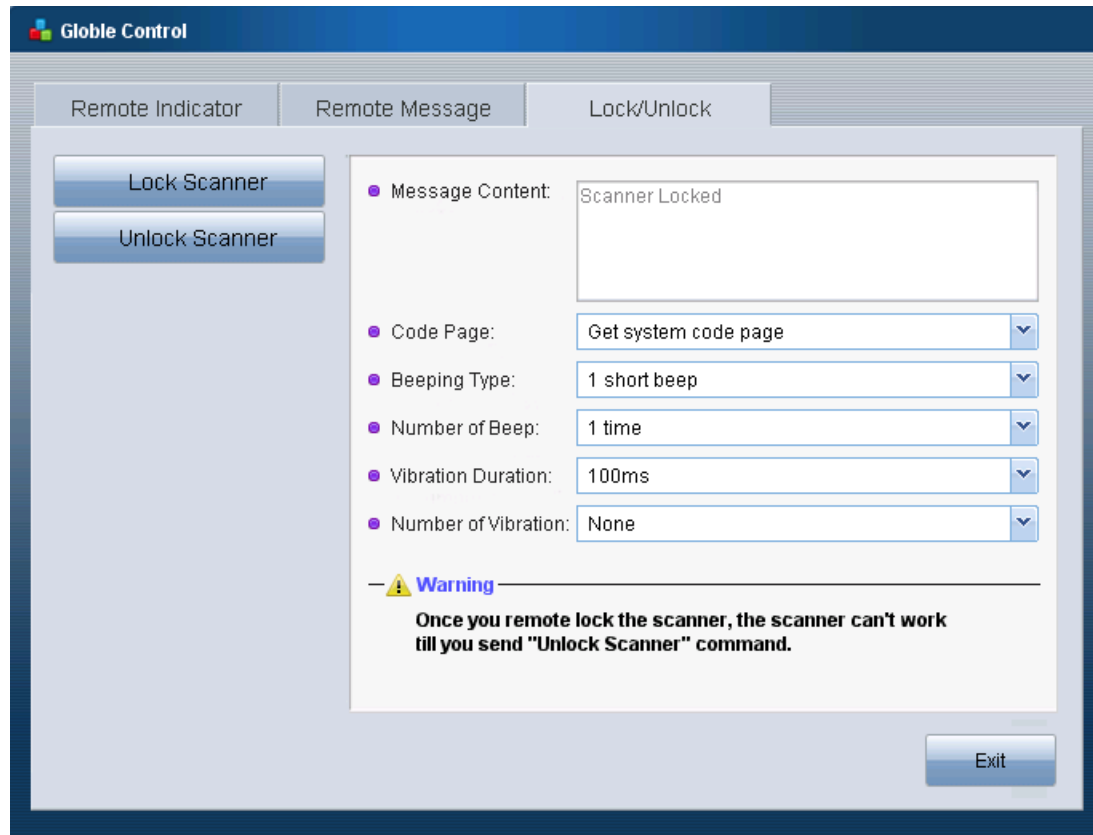 Globle Control
Remote Indicator
Remote Message
Lock/Unlock
Lock Scanner
Unlock Scanner
Message Content: Scanner Locked
Code Page: Get system code page
Beeping Type: 1 short beep
Number of Beep: 1 time
Vibration Duration: 100ms
Number of Vibration: None
Warning
Once you remote lock the scanner, the scanner can't work
till you send "Unlock Scanner" command.
Exit